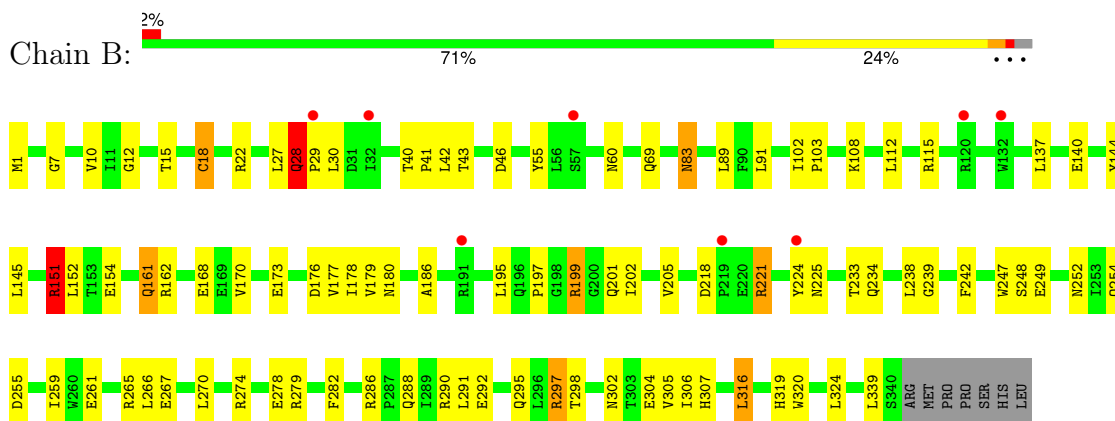 2%
Chain B:
71% 24% • • •
M1 G7 V10 I11 G12 T15 C18 R22 L27 Q28 P29 L30 D31 I32 T40 P41 L42 T43 D46 Y55 L56 S57 N60 Q69 N83 L89 F90 L91 I102 P103 K108 L112 R115 R120 W132 L137 E140 Y144
L145 R151 L152 T153 E154 Q161 R162 E168 E169 V170 E173 D176 V177 I178 V179 N180 A186 R191 L195 Q196 P197 G198 R199 G200 Q201 I202 V205 D218 P219 E220 R221 Y224 N225 T233 Q234 L238 G239 F242 W247 S248 E249 N252 I253
D255 I259 W260 E261 R265 L266 E267 L270 R274 E278 R279 F282 R286 P287 Q288 I289 R290 L291 E292 Q295 L296 R297 T298 N302 T303 E304 V305 I306 H307 L316 H319 W320 L324 L339 S340 ARG MET PRO PRO SER HIS LEU